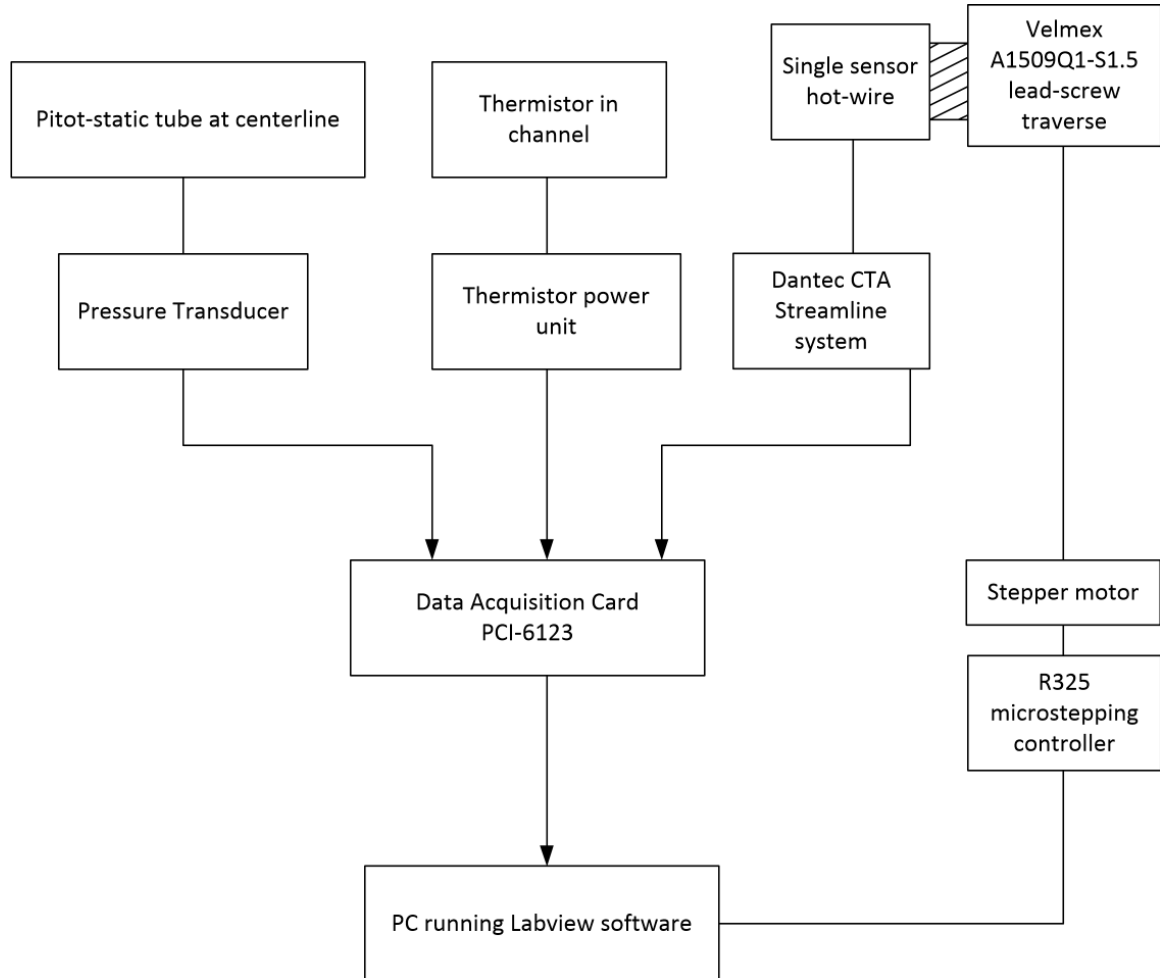 Pitot-static tube at centerline
Thermistor in
channel
Single sensor
hot-wire
Velmex
A1509Q1-S1.5
lead-screw
traverse
Pressure Transducer
Thermistor power
unit
Dantec CTA
Streamline
system
Data Acquisition Card
PCI-6123
Stepper motor
R325
microstepping
controller
PC running Labview software